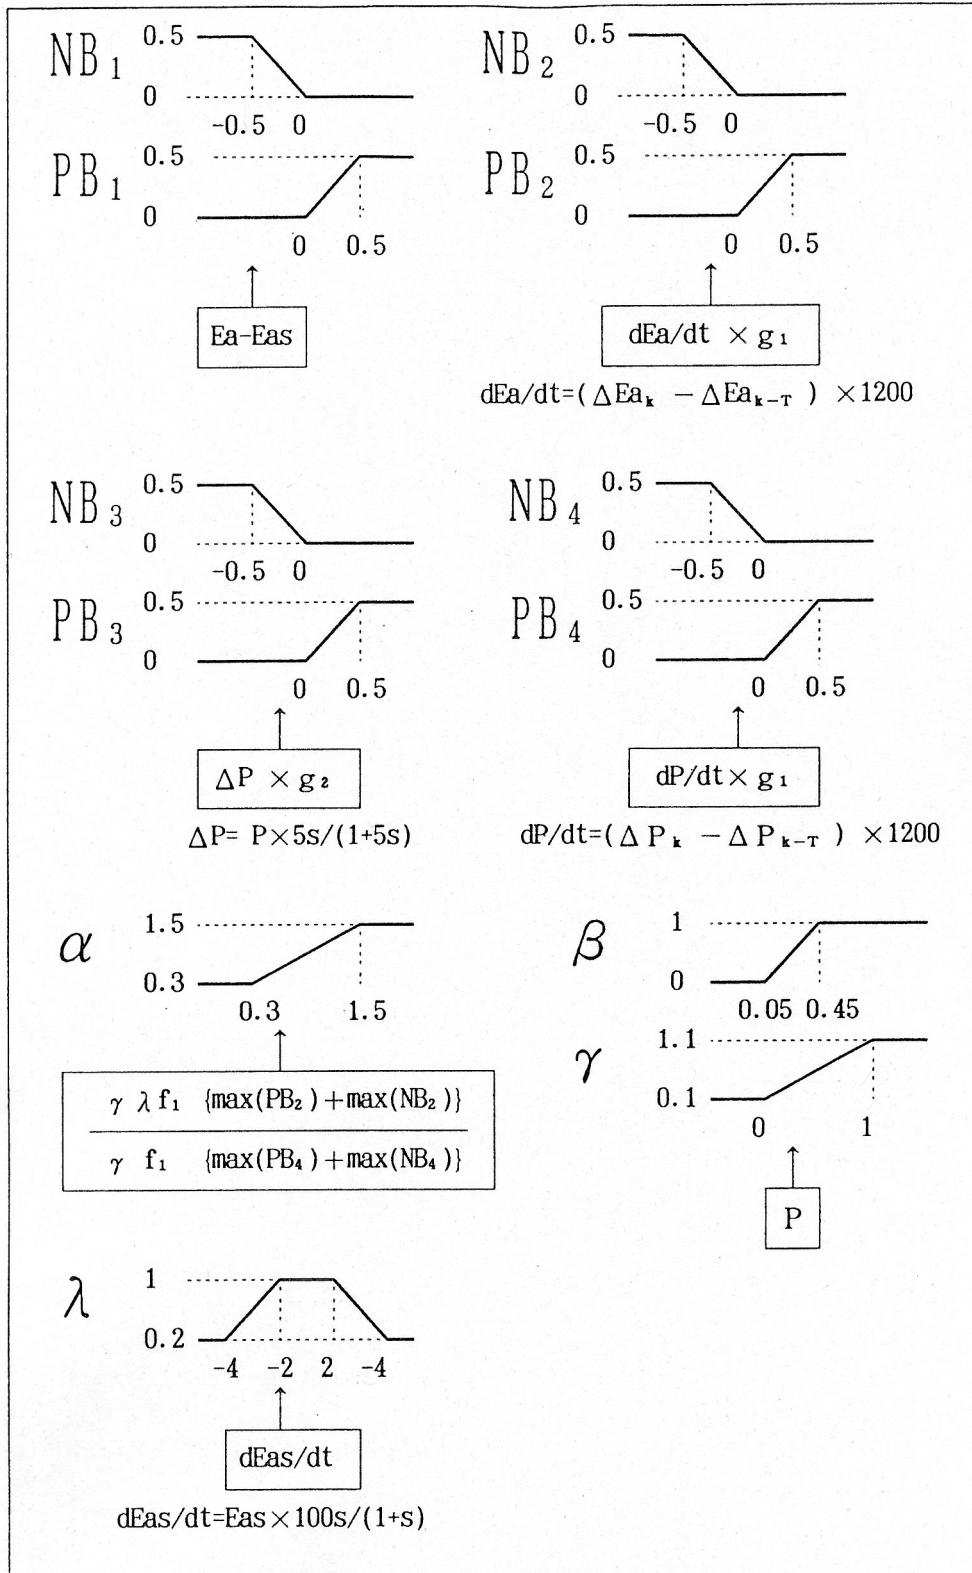 NB₁ 0.5
0
-0.5 0
PB₁ 0.5
0
0 0.5
Ea-Eas
NB₂ 0.5
0
-0.5 0
PB₂ 0.5
0
0 0.5
dEa/dt × g₁
dEa/dt=(ΔEaₖ − ΔEaₖ₋T) ×1200
NB₃ 0.5
0
-0.5 0
PB₃ 0.5
0
0 0.5
ΔP × g₂
ΔP= P×5s/(1+5s)
NB₄ 0.5
0
-0.5 0
PB₄ 0.5
0
0 0.5
dP/dt× g₁
dP/dt=(ΔPₖ − ΔPₖ₋T) ×1200
α 1.5
0.3
0.3 1.5
γ λ f₁ {max(PB₂)+max(NB₂)}
γ f₁ {max(PB₄)+max(NB₄)}
β 1
0
0.05 0.45
γ 1.1
0.1
0 1
P
λ 1
0.2
-4 -2 2 -4
dEas/dt
dEas/dt=Eas×100s/(1+s)